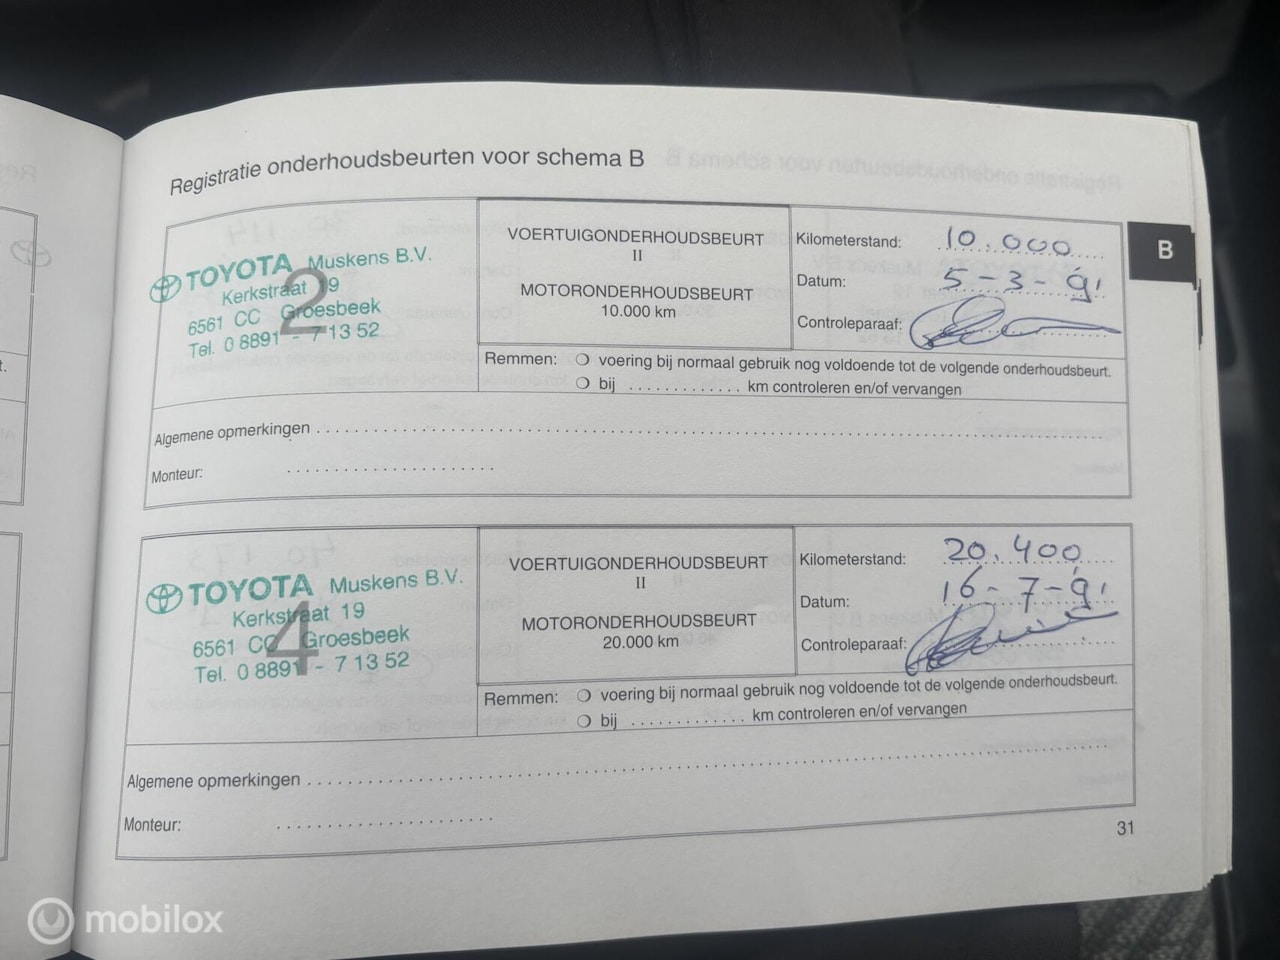 Registratie onderhoudsbeurten voor schema B
2
TOYOTA Muskens B.V.
Kerkstraat 19
6561 CC Groesbeek
Tel. 0 8891 - 7 13 52
VOERTUIGONDERHOUDSBEURT
II
MOTORONDERHOUDSBEURT
10.000 km
Kilometerstand: 10.000
Datum: 5-3-91
Controleparaaf:
B
Remmen: ❍ voering bij normaal gebruik nog voldoende tot de volgende onderhoudsbeurt.
❍ bij ............. km controleren en/of vervangen
Algemene opmerkingen
Monteur:
4
TOYOTA Muskens B.V.
Kerkstraat 19
6561 CC Groesbeek
Tel. 0 8891 - 7 13 52
VOERTUIGONDERHOUDSBEURT
II
MOTORONDERHOUDSBEURT
20.000 km
Kilometerstand: 20.400
Datum: 16-7-91
Controleparaaf:
Remmen: ❍ voering bij normaal gebruik nog voldoende tot de volgende onderhoudsbeurt.
❍ bij ............. km controleren en/of vervangen
Algemene opmerkingen
Monteur:
31
mobilox